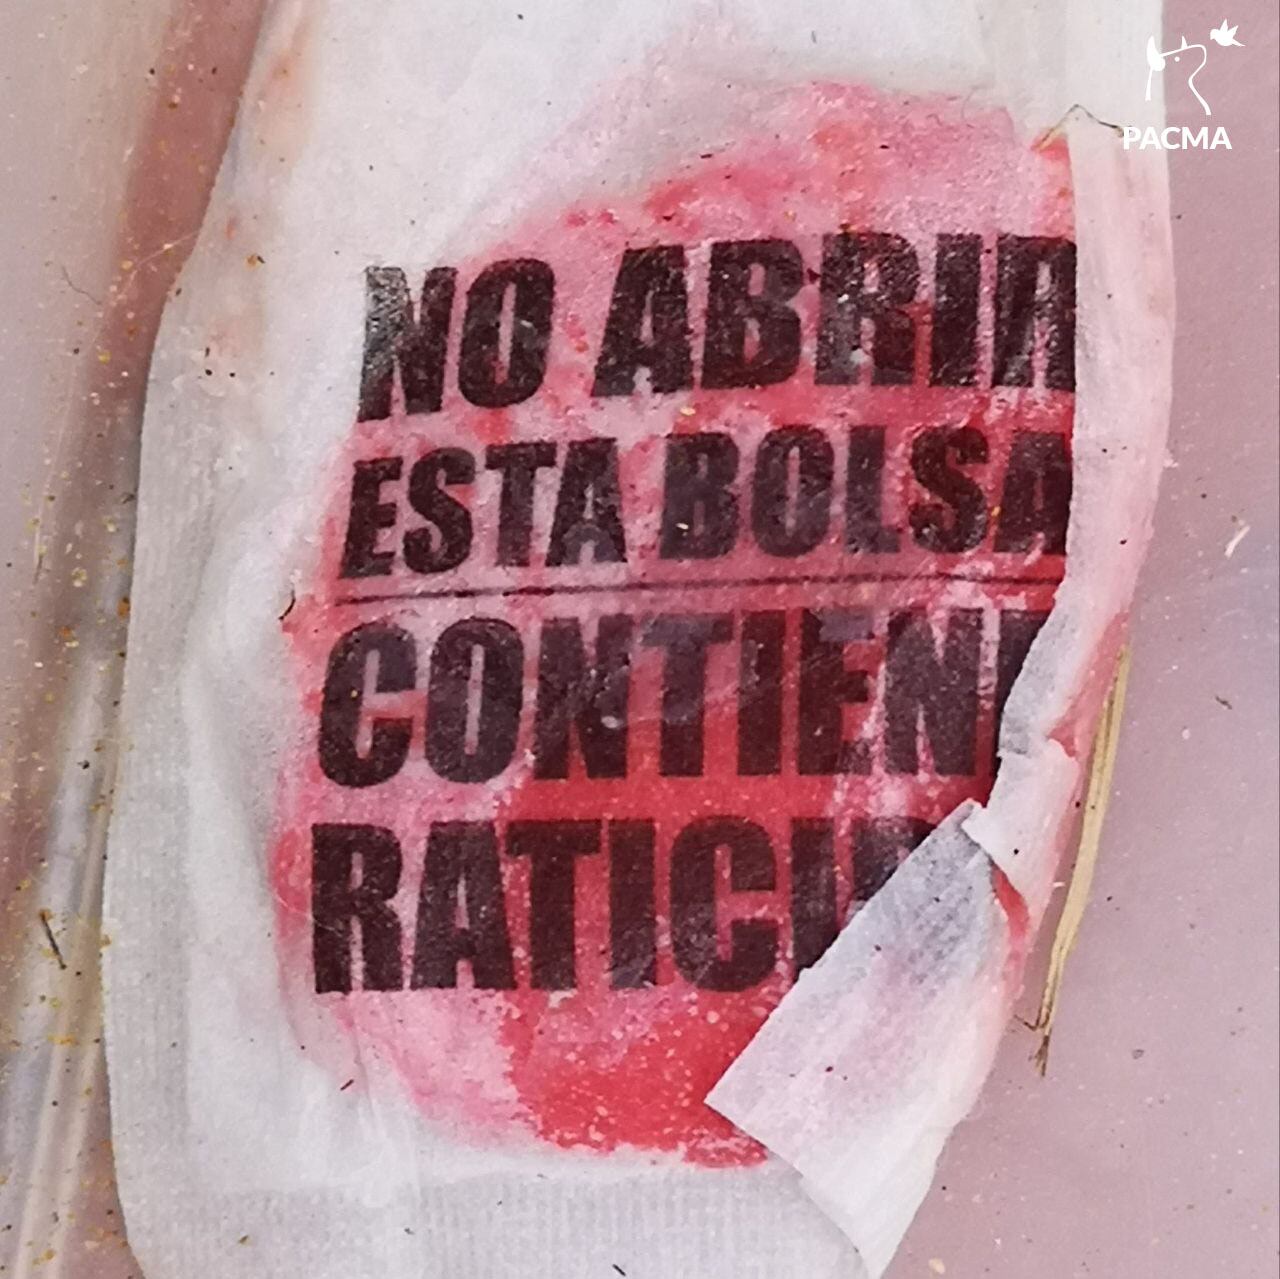 PACMA
NO ABRIR
ESTA BOLSA
CONTIEN
RATICI